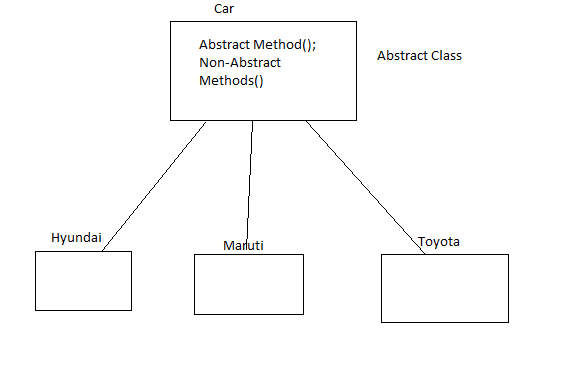 Car
Abstract Method();
Non-Abstract
Methods()
Abstract Class
Hyundai
Maruti
Toyota